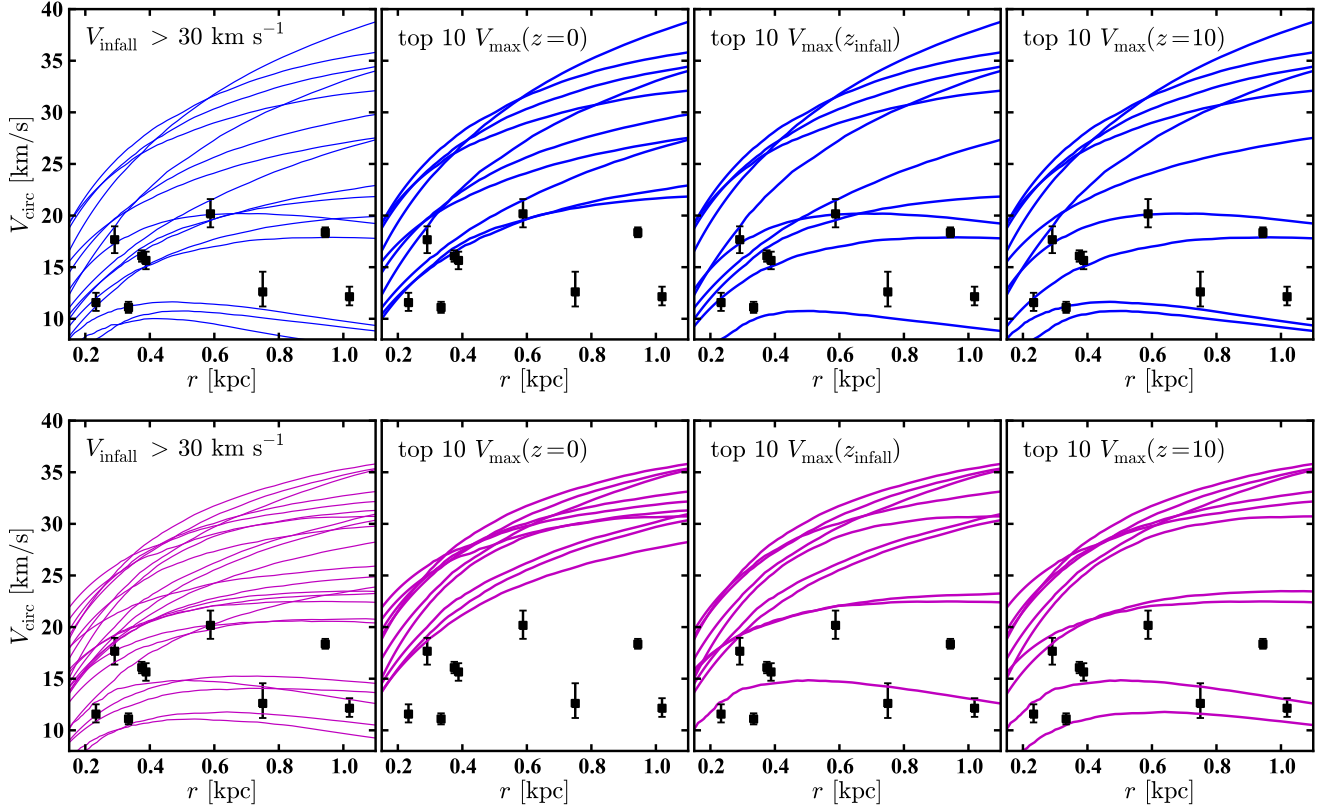 V_infall > 30 km s⁻¹
top 10 V_max(z=0)
top 10 V_max(z_infall)
top 10 V_max(z=10)
40
35
30
25
20
15
10
V_circ [km/s]
0.2 0.4 0.6 0.8 1.0
0.2 0.4 0.6 0.8 1.0
0.2 0.4 0.6 0.8 1.0
0.2 0.4 0.6 0.8 1.0
r [kpc]
r [kpc]
r [kpc]
r [kpc]
V_infall > 30 km s⁻¹
top 10 V_max(z=0)
top 10 V_max(z_infall)
top 10 V_max(z=10)
40
35
30
25
20
15
10
V_circ [km/s]
0.2 0.4 0.6 0.8 1.0
0.2 0.4 0.6 0.8 1.0
0.2 0.4 0.6 0.8 1.0
0.2 0.4 0.6 0.8 1.0
r [kpc]
r [kpc]
r [kpc]
r [kpc]